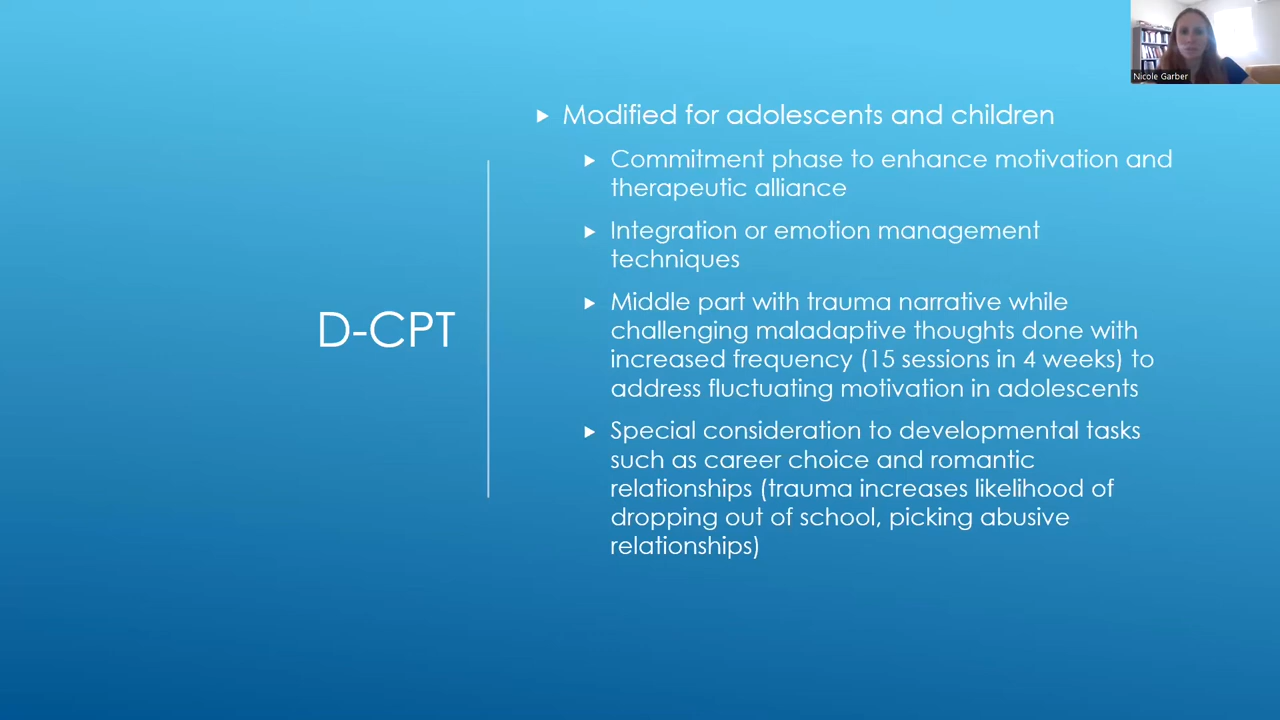 Nicole Garber
D-CPT
Modified for adolescents and children
Commitment phase to enhance motivation and
therapeutic alliance
Integration or emotion management
techniques
Middle part with trauma narrative while
challenging maladaptive thoughts done with
increased frequency (15 sessions in 4 weeks) to
address fluctuating motivation in adolescents
Special consideration to developmental tasks
such as career choice and romantic
relationships (trauma increases likelihood of
dropping out of school, picking abusive
relationships)